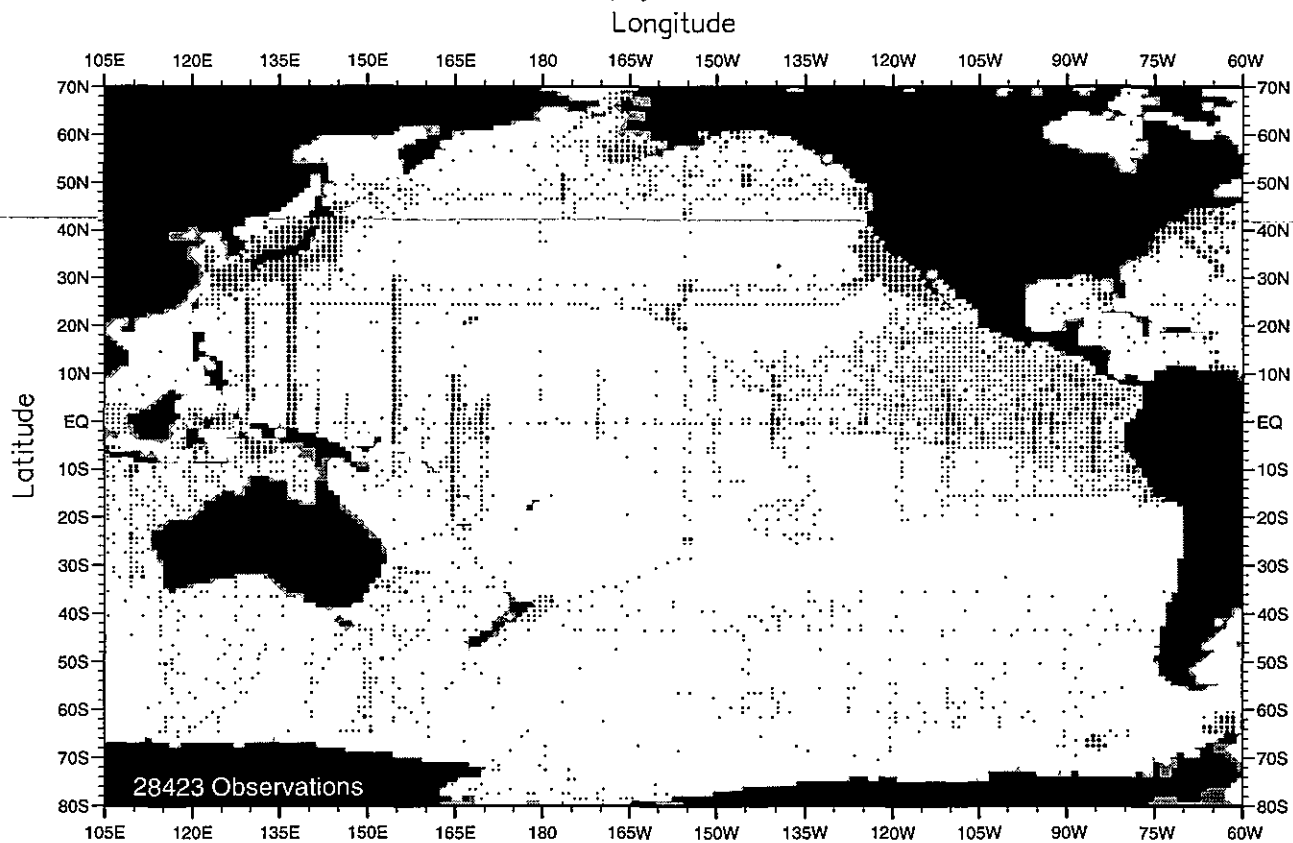 Longitude
105E 120E 135E 150E 165E 180 165W 150W 135W 120W 105W 90W 75W 60W
70N 70N
60N 60N
50N 50N
40N 40N
30N 30N
20N 20N
10N 10N
EQ EQ
Latitude
10S 10S
20S 20S
30S 30S
40S 40S
50S 50S
60S 60S
70S 70S
28423 Observations
80S 80S
105E 120E 135E 150E 165E 180 165W 150W 135W 120W 105W 90W 75W 60W